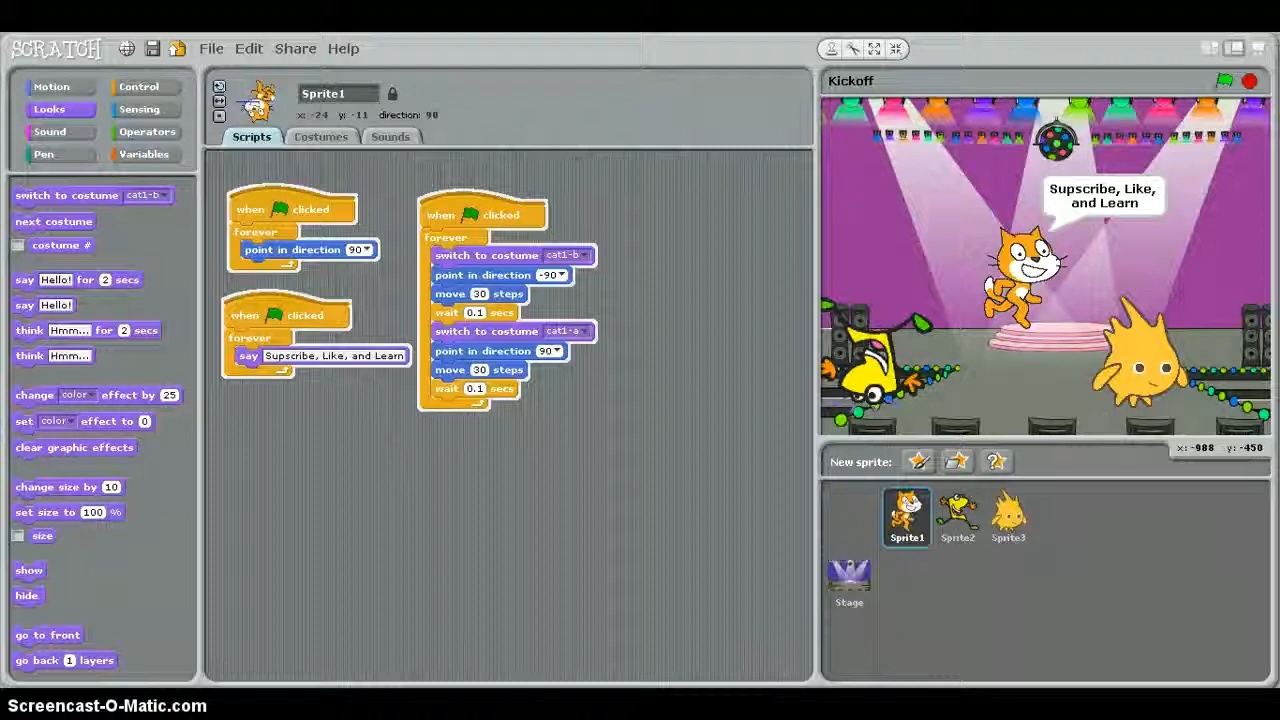 SCRATCH
File Edit Share Help
Motion Control
Looks Sensing
Sound Operators
Pen Variables
switch to costume cat1-b
next costume
costume #
say Hello! for 2 secs
say Hello!
think Hmm... for 2 secs
think Hmm...
change color effect by 25
set color effect to 0
clear graphic effects
change size by 10
set size to 100 %
size
show
hide
go to front
go back 1 layers
Sprite1
x: -24 y: -11 direction: 90
Scripts Costumes Sounds
when clicked
forever
point in direction 90
when clicked
forever
say Supscribe, Like, and Learn
when clicked
forever
switch to costume cat1-b
point in direction -90
move 30 steps
wait 0.1 secs
switch to costume cat1-a
point in direction 90
move 30 steps
wait 0.1 secs
Kickoff
Supscribe, Like,
and Learn
x: -988 y: -450
New sprite:
Sprite1 Sprite2 Sprite3
Stage
Screencast-O-Matic.com